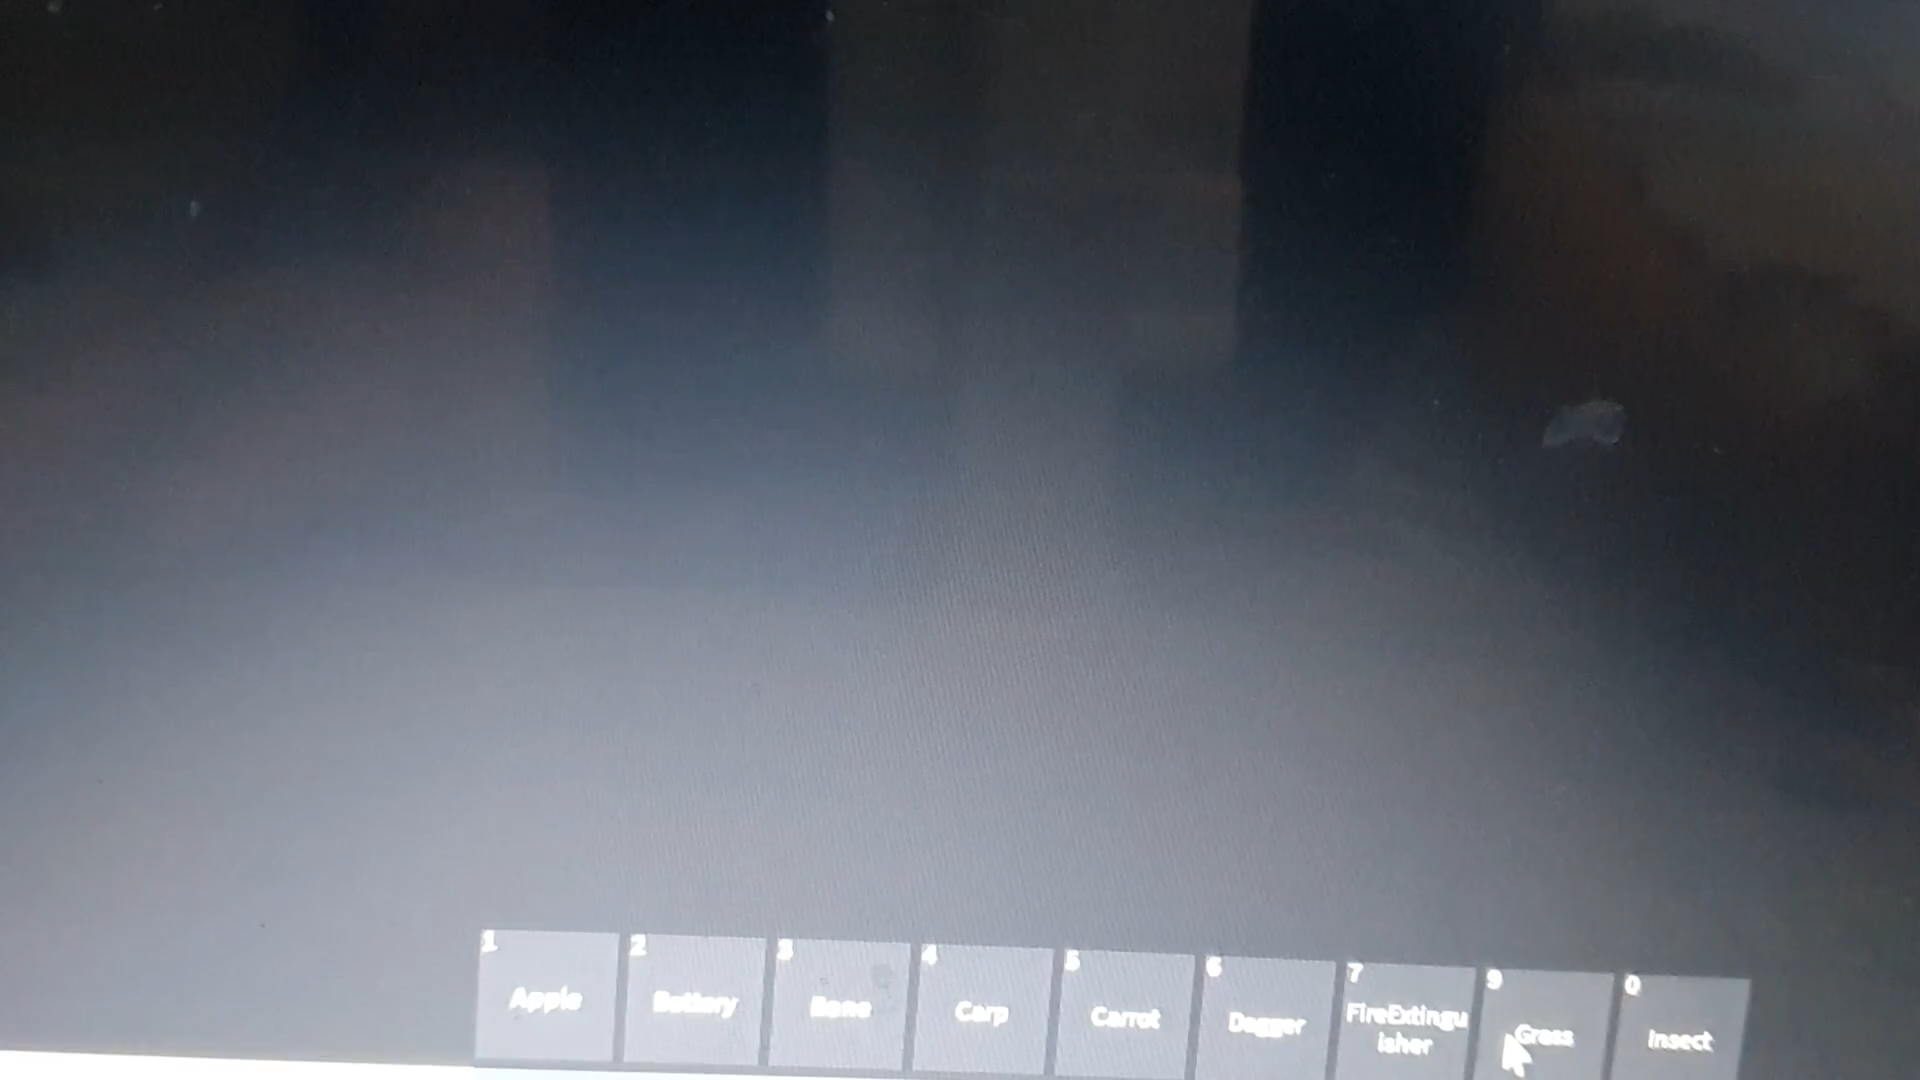 1
Apple
2
Battery
3
Bone
4
Carp
5
Carrot
6
Dagger
7
FireExtingu
isher
9
Grass
0
Insect